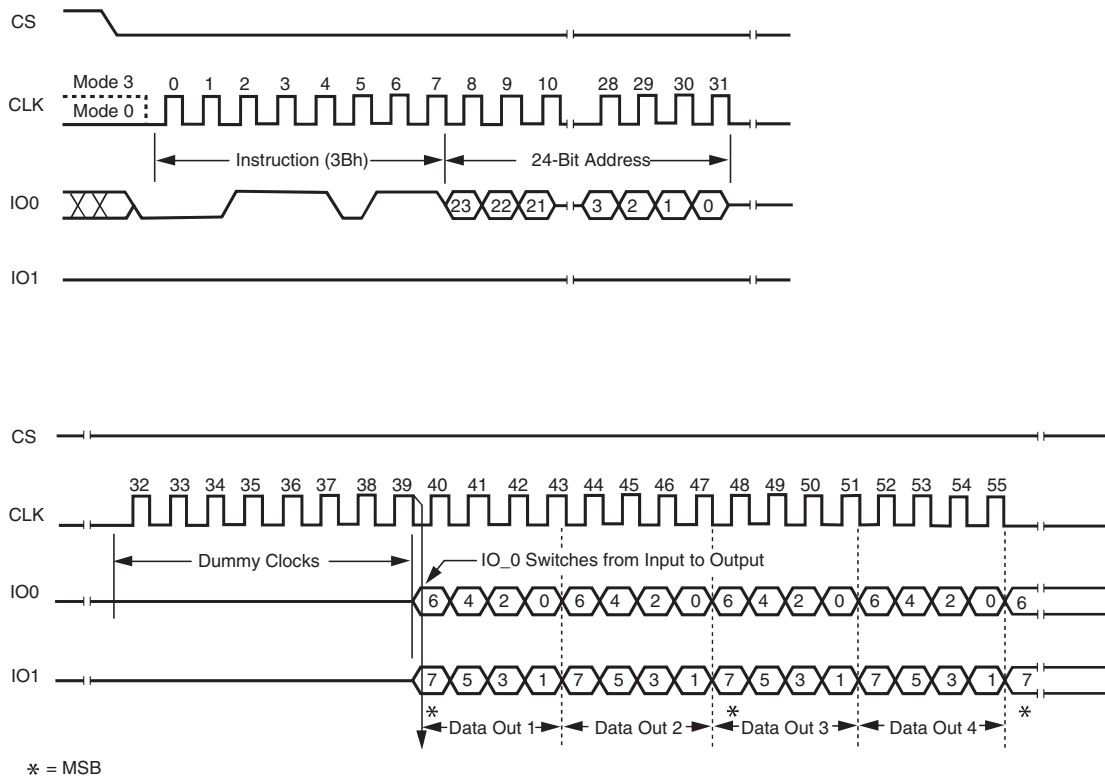 CS
Mode 3
0 1 2 3 4 5 6 7 8 9 10 28 29 30 31
CLK
Mode 0
Instruction (3Bh) 24-Bit Address
IO0
23 22 21 3 2 1 0
IO1
CS
32 33 34 35 36 37 38 39 40 41 42 43 44 45 46 47 48 49 50 51 52 53 54 55
CLK
Dummy Clocks IO_0 Switches from Input to Output
IO0 6 4 2 0 6 4 2 0 6 4 2 0 6 4 2 0 6
IO1 7 5 3 1 7 5 3 1 7 5 3 1 7 5 3 1 7
* * *
Data Out 1 Data Out 2 Data Out 3 Data Out 4
* = MSB